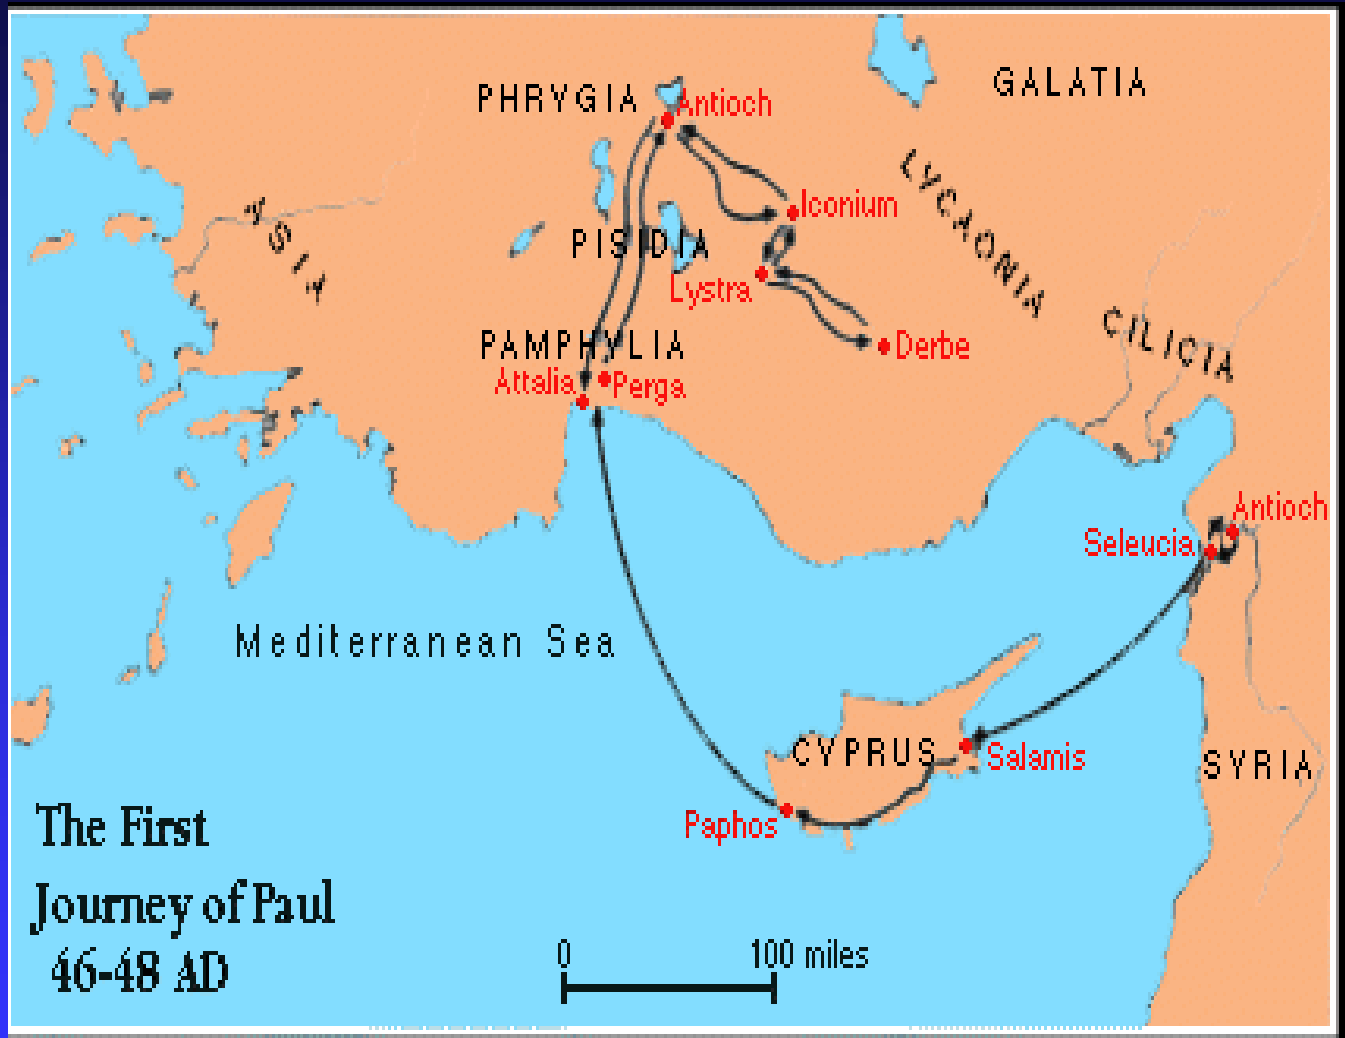 GALATIA
PHRYGIA
Antioch
LYCAONIA
Iconium
ASIA
PISIDIA
Lystra
CILICIA
PAMPHYLIA
Derbe
Attalia
Perga
Antioch
Seleucia
Mediterranean Sea
CYPRUS
Salamis
SYRIA
Paphos
The First
Journey of Paul
46-48 AD
0 100 miles